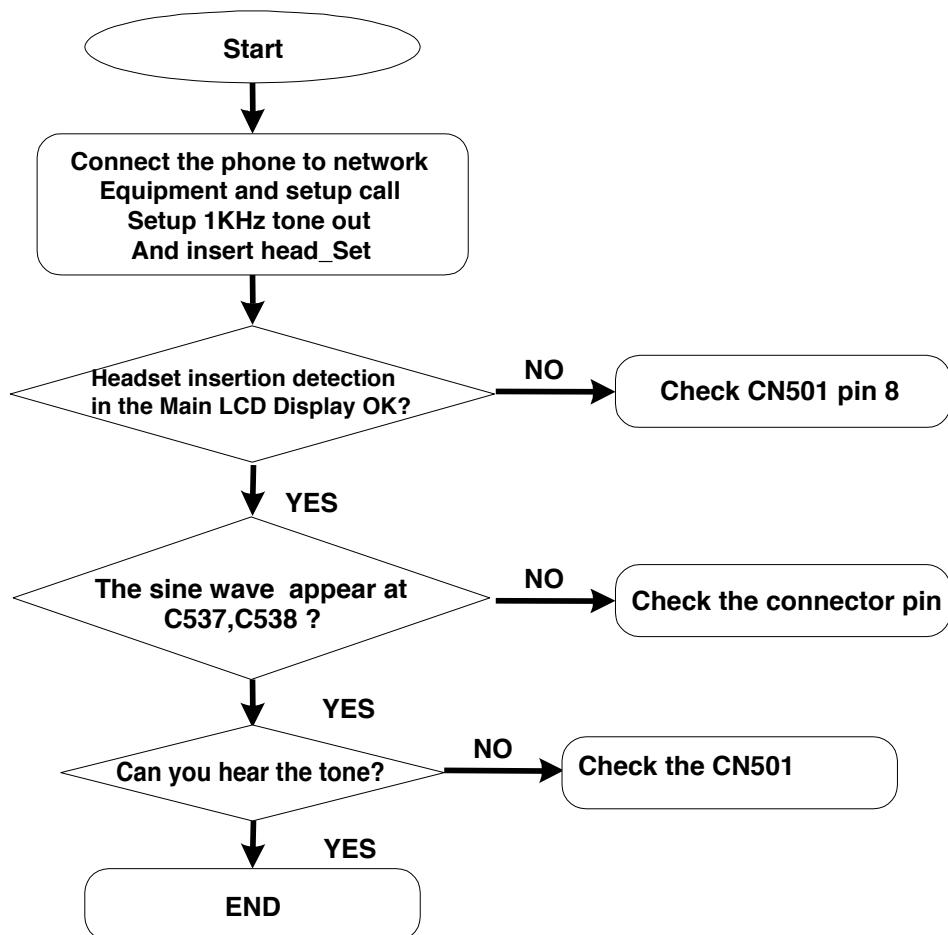 Start
Connect the phone to network
Equipment and setup call
Setup 1KHz tone out
And insert head_Set
Headset insertion detection
in the Main LCD Display OK?
NO
Check CN501 pin 8
YES
The sine wave appear at
C537,C538 ?
NO
Check the connector pin
YES
Can you hear the tone?
NO
Check the CN501
YES
END